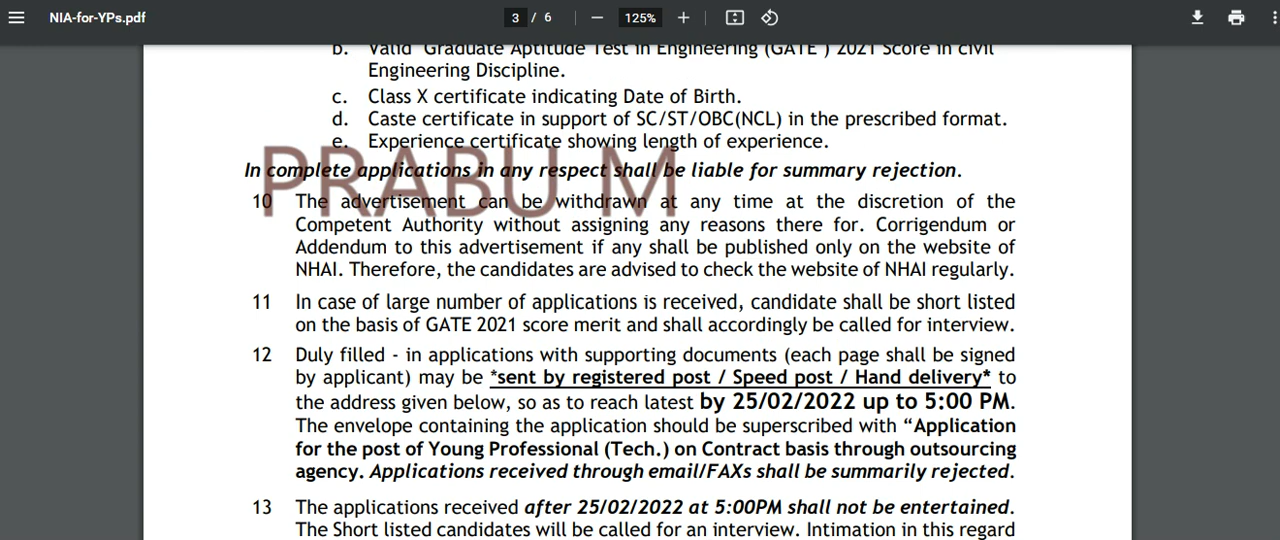 NIA-for-YPs.pdf
3 / 6
125%
b. Valid Graduate Aptitude Test in Engineering (GATE ) 2021 Score in civil
Engineering Discipline.
c. Class X certificate indicating Date of Birth.
d. Caste certificate in support of SC/ST/OBC(NCL) in the prescribed format.
e. Experience certificate showing length of experience.
PRABU M
In complete applications in any respect shall be liable for summary rejection.
10 The advertisement can be withdrawn at any time at the discretion of the
Competent Authority without assigning any reasons there for. Corrigendum or
Addendum to this advertisement if any shall be published only on the website of
NHAI. Therefore, the candidates are advised to check the website of NHAI regularly.
11 In case of large number of applications is received, candidate shall be short listed
on the basis of GATE 2021 score merit and shall accordingly be called for interview.
12 Duly filled - in applications with supporting documents (each page shall be signed
by applicant) may be *sent by registered post / Speed post / Hand delivery* to
the address given below, so as to reach latest by 25/02/2022 up to 5:00 PM.
The envelope containing the application should be superscribed with “Application
for the post of Young Professional (Tech.) on Contract basis through outsourcing
agency. Applications received through email/FAXs shall be summarily rejected.
13 The applications received after 25/02/2022 at 5:00PM shall not be entertained.
The Short listed candidates will be called for an interview. Intimation in this regard